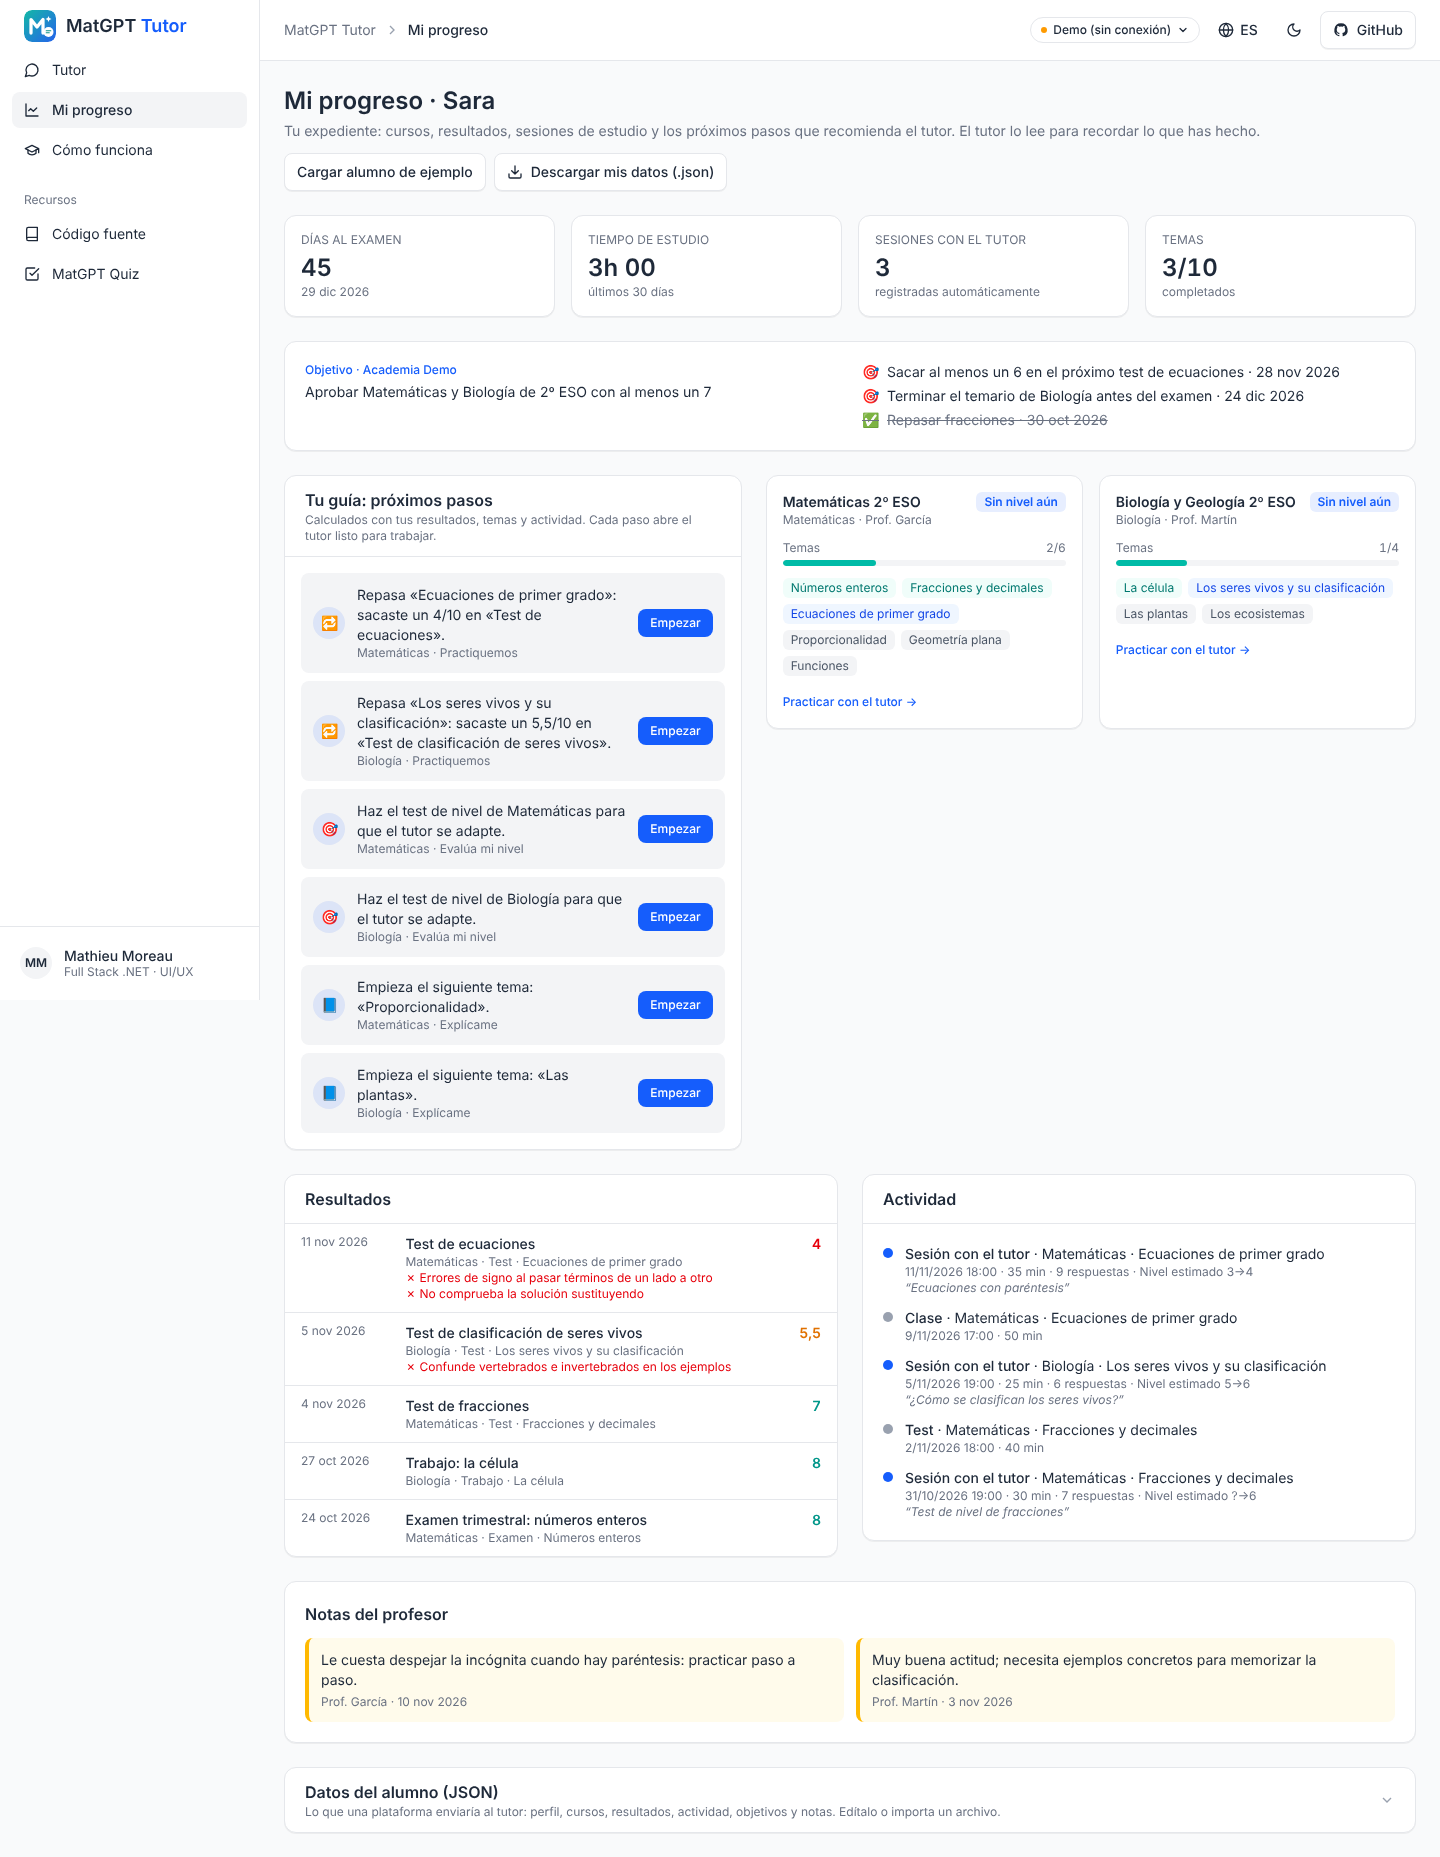 MatGPT Tutor
Tutor
Mi progreso
Cómo funciona
Recursos
Código fuente
MatGPT Quiz
MM
Mathieu Moreau
Full Stack .NET · UI/UX
MatGPT Tutor > Mi progreso
Demo (sin conexión)
ES
GitHub
Mi progreso · Sara
Tu expediente: cursos, resultados, sesiones de estudio y los próximos pasos que recomienda el tutor. El tutor lo lee para recordar lo que has hecho.
Cargar alumno de ejemplo
Descargar mis datos (.json)
DÍAS AL EXAMEN
45
29 dic 2026
TIEMPO DE ESTUDIO
3h 00
últimos 30 días
SESIONES CON EL TUTOR
3
registradas automáticamente
TEMAS
3/10
completados
Objetivo · Academia Demo
Aprobar Matemáticas y Biología de 2º ESO con al menos un 7
🎯 Sacar al menos un 6 en el próximo test de ecuaciones · 28 nov 2026
🎯 Terminar el temario de Biología antes del examen · 24 dic 2026
✅ Repasar fracciones · 30 oct 2026
Tu guía: próximos pasos
Calculados con tus resultados, temas y actividad. Cada paso abre el
tutor listo para trabajar.
Repasa «Ecuaciones de primer grado»:
sacaste un 4/10 en «Test de
ecuaciones».
Matemáticas · Practiquemos
Empezar
Repasa «Los seres vivos y su
clasificación»: sacaste un 5,5/10 en
«Test de clasificación de seres vivos».
Biología · Practiquemos
Empezar
Haz el test de nivel de Matemáticas para
que el tutor se adapte.
Matemáticas · Evalúa mi nivel
Empezar
Haz el test de nivel de Biología para que
el tutor se adapte.
Biología · Evalúa mi nivel
Empezar
Empieza el siguiente tema:
«Proporcionalidad».
Matemáticas · Explícame
Empezar
Empieza el siguiente tema: «Las
plantas».
Biología · Explícame
Empezar
Matemáticas 2º ESO
Sin nivel aún
Matemáticas · Prof. García
Temas 2/6
Números enteros Fracciones y decimales
Ecuaciones de primer grado
Proporcionalidad Geometría plana
Funciones
Practicar con el tutor →
Biología y Geología 2º ESO
Sin nivel aún
Biología · Prof. Martín
Temas 1/4
La célula Los seres vivos y su clasificación
Las plantas Los ecosistemas
Practicar con el tutor →
Resultados
11 nov 2026
Test de ecuaciones 4
Matemáticas · Test · Ecuaciones de primer grado
× Errores de signo al pasar términos de un lado a otro
× No comprueba la solución sustituyendo
5 nov 2026
Test de clasificación de seres vivos 5,5
Biología · Test · Los seres vivos y su clasificación
× Confunde vertebrados e invertebrados en los ejemplos
4 nov 2026
Test de fracciones 7
Matemáticas · Test · Fracciones y decimales
27 oct 2026
Trabajo: la célula 8
Biología · Trabajo · La célula
24 oct 2026
Examen trimestral: números enteros 8
Matemáticas · Examen · Números enteros
Actividad
Sesión con el tutor · Matemáticas · Ecuaciones de primer grado
11/11/2026 18:00 · 35 min · 9 respuestas · Nivel estimado 3→4
“Ecuaciones con paréntesis”
Clase · Matemáticas · Ecuaciones de primer grado
9/11/2026 17:00 · 50 min
Sesión con el tutor · Biología · Los seres vivos y su clasificación
5/11/2026 19:00 · 25 min · 6 respuestas · Nivel estimado 5→6
“¿Cómo se clasifican los seres vivos?”
Test · Matemáticas · Fracciones y decimales
2/11/2026 18:00 · 40 min
Sesión con el tutor · Matemáticas · Fracciones y decimales
31/10/2026 19:00 · 30 min · 7 respuestas · Nivel estimado ?→6
“Test de nivel de fracciones”
Notas del profesor
Le cuesta despejar la incógnita cuando hay paréntesis: practicar paso a
paso.
Prof. García · 10 nov 2026
Muy buena actitud; necesita ejemplos concretos para memorizar la
clasificación.
Prof. Martín · 3 nov 2026
Datos del alumno (JSON)
Lo que una plataforma enviaría al tutor: perfil, cursos, resultados, actividad, objetivos y notas. Edítalo o importa un archivo.